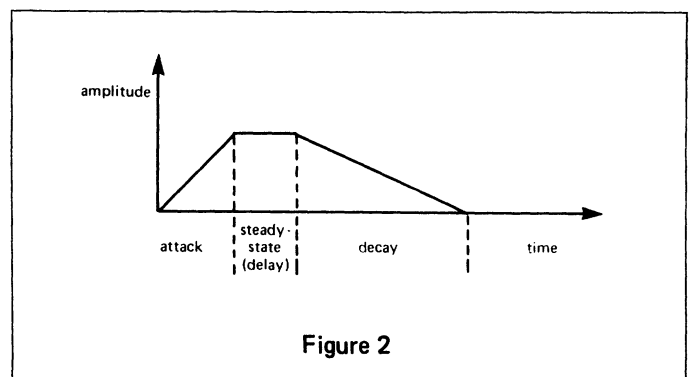 amplitude
attack
steady-
state
(delay)
decay
time
Figure 2